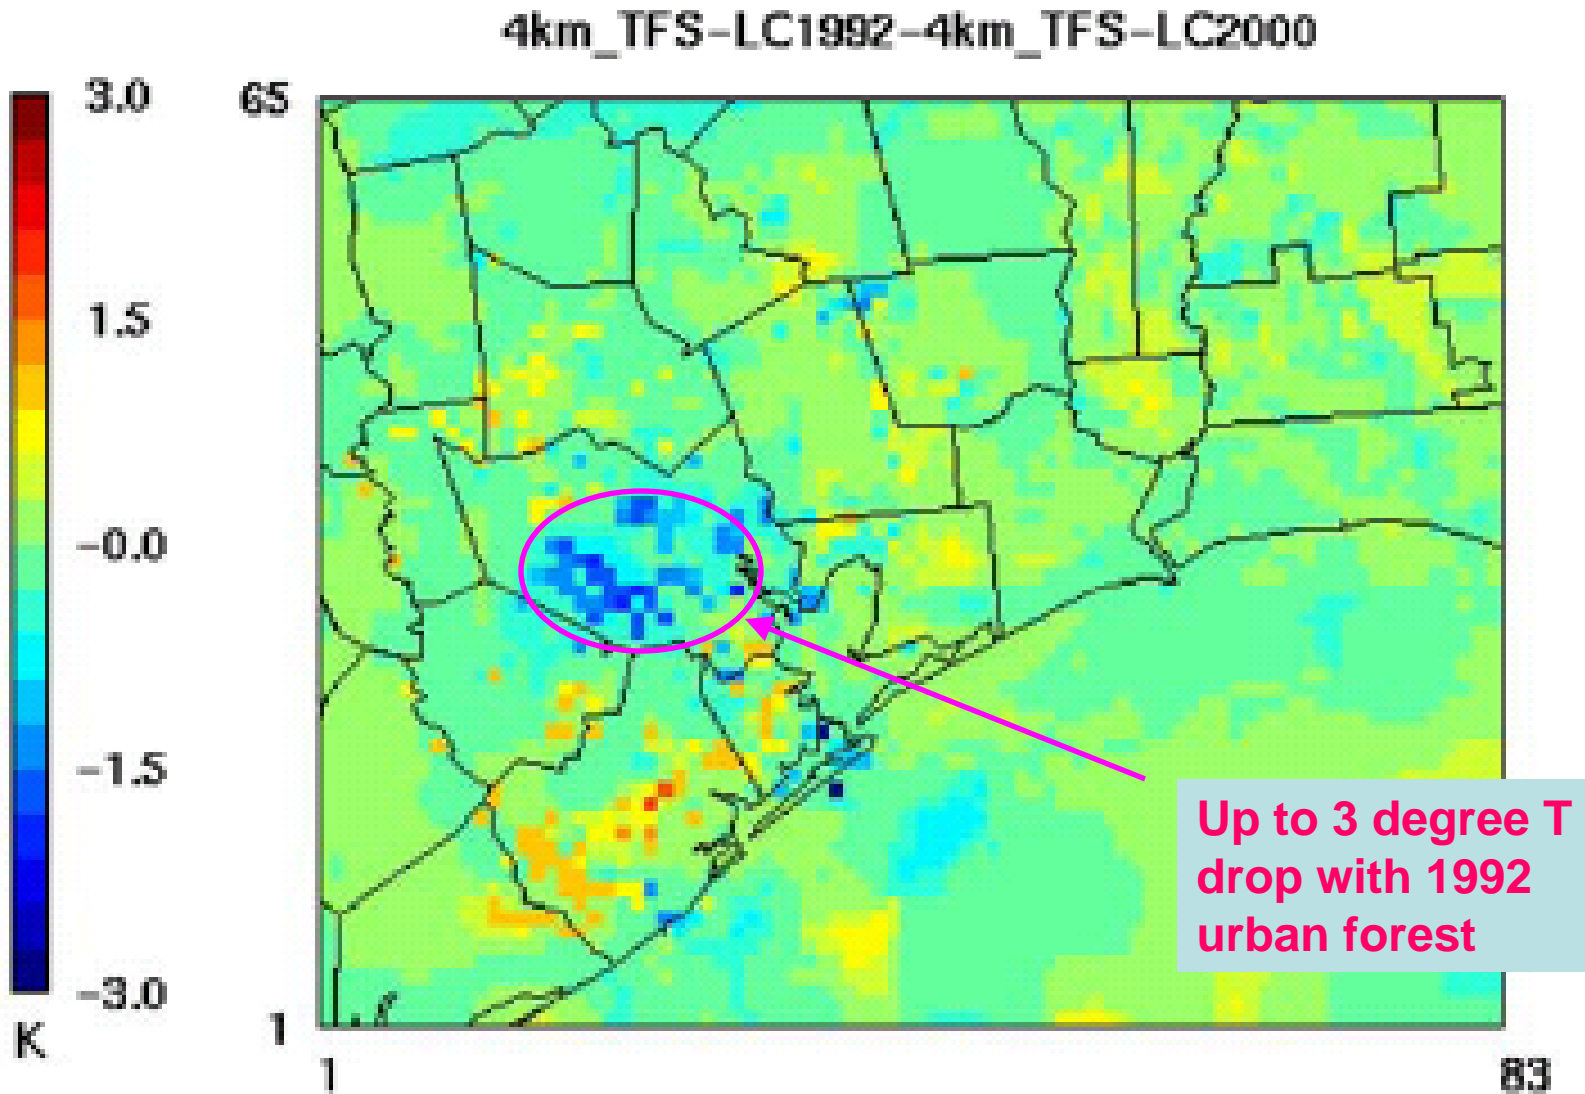 4km_TFS-LC1992-4km_TFS-LC2000
3.0
1.5
-0.0
-1.5
-3.0
K
65
1
1
83
Up to 3 degree T
drop with 1992
urban forest